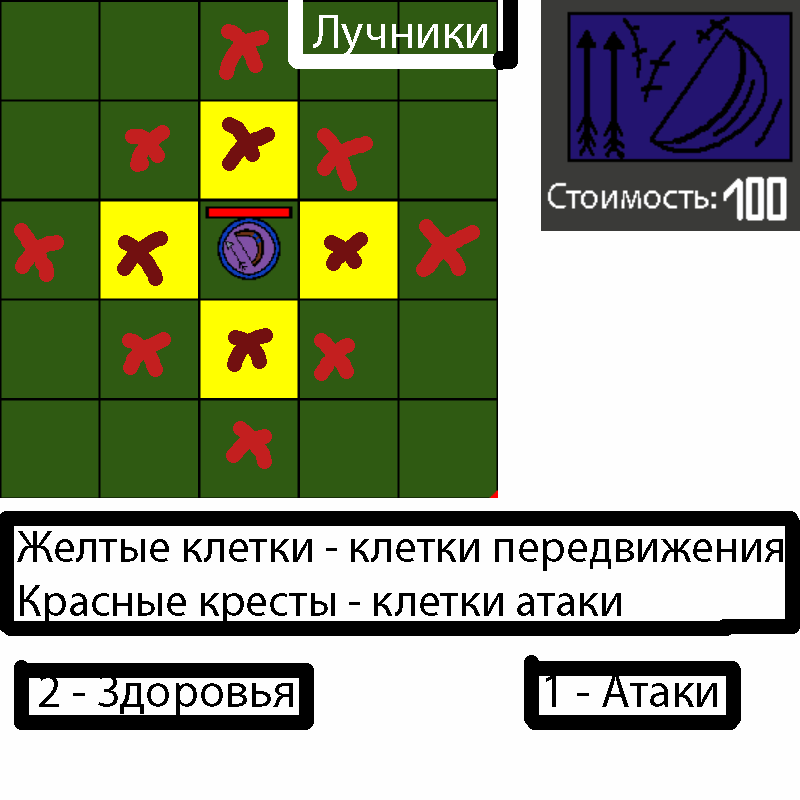 Лучники
Стоимость: 100
Желтые клетки - клетки передвижения
Красные кресты - клетки атаки
2 - Здоровья
1 - Атаки